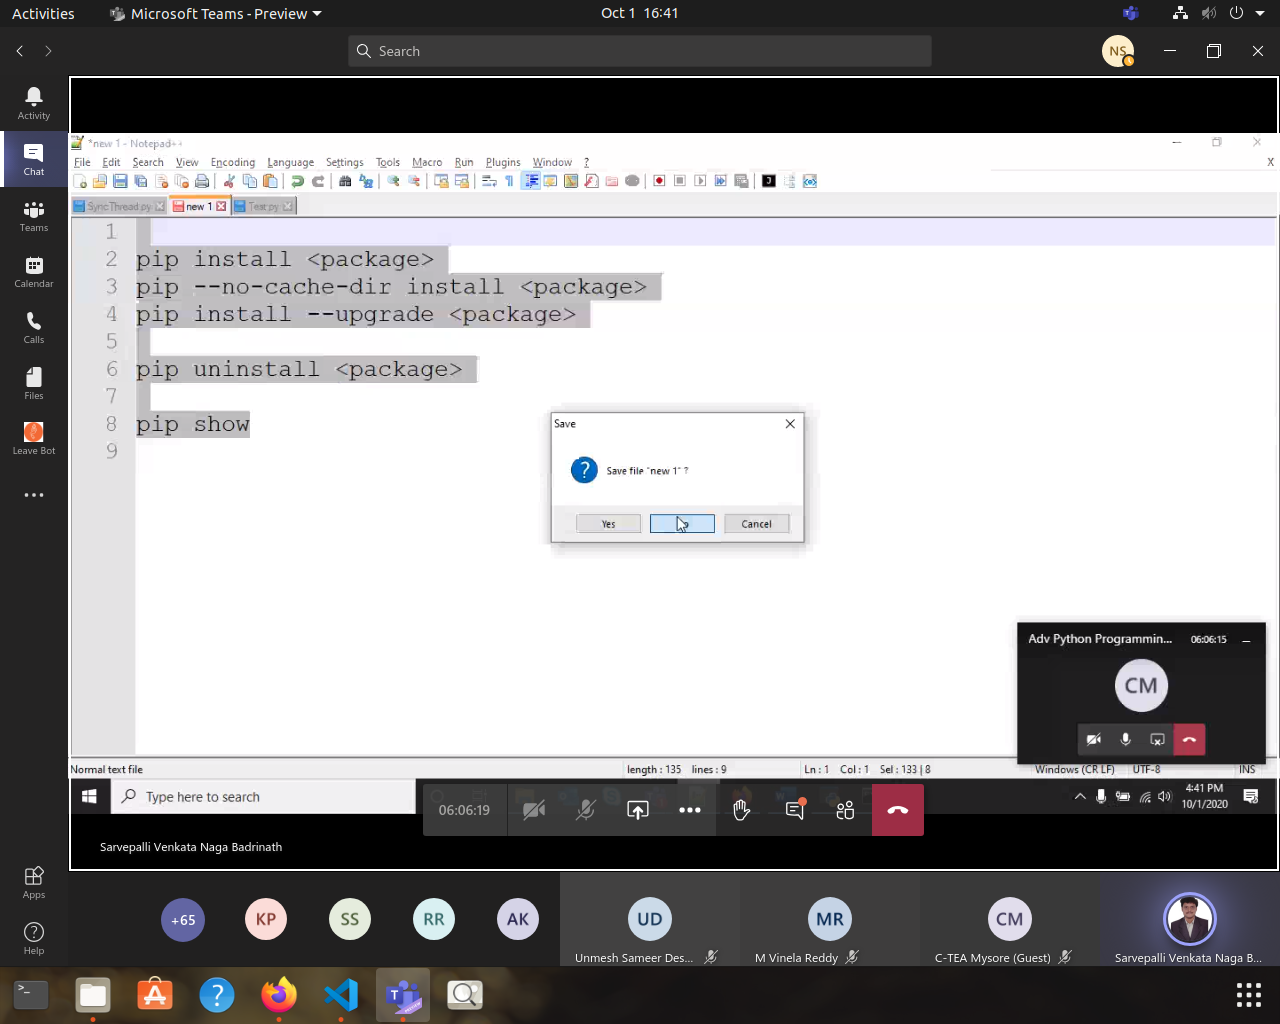 Activities Microsoft Teams - Preview Oct 1 16:41
Search NS
Activity
Chat
Teams
Calendar
Calls
Files
Leave Bot
Apps
Help
*new 1 - Notepad++
File Edit Search View Encoding Language Settings Tools Macro Run Plugins Window ? X
SyncThread.py new 1 Tear.py
1
2 pip install <package>
3 pip --no-cache-dir install <package>
4 pip install --upgrade <package>
5
6 pip uninstall <package>
7
8 pip show
9
Save
Save file "new 1" ?
Yes Cancel
Adv Python Programmin... 06:06:15
CM
Normal text file length : 135 lines : 9 Ln : 1 Col : 1 Sel : 133 | 8 Windows (CR LF) UTF-8 INS
Type here to search
4:41 PM
10/1/2020
06:06:19
Sarvepalli Venkata Naga Badrinath
+65 KP SS RR AK UD MR CM
Unmesh Sameer Des... M Vinela Reddy C-TEA Mysore (Guest) Sarvepalli Venkata Naga B...